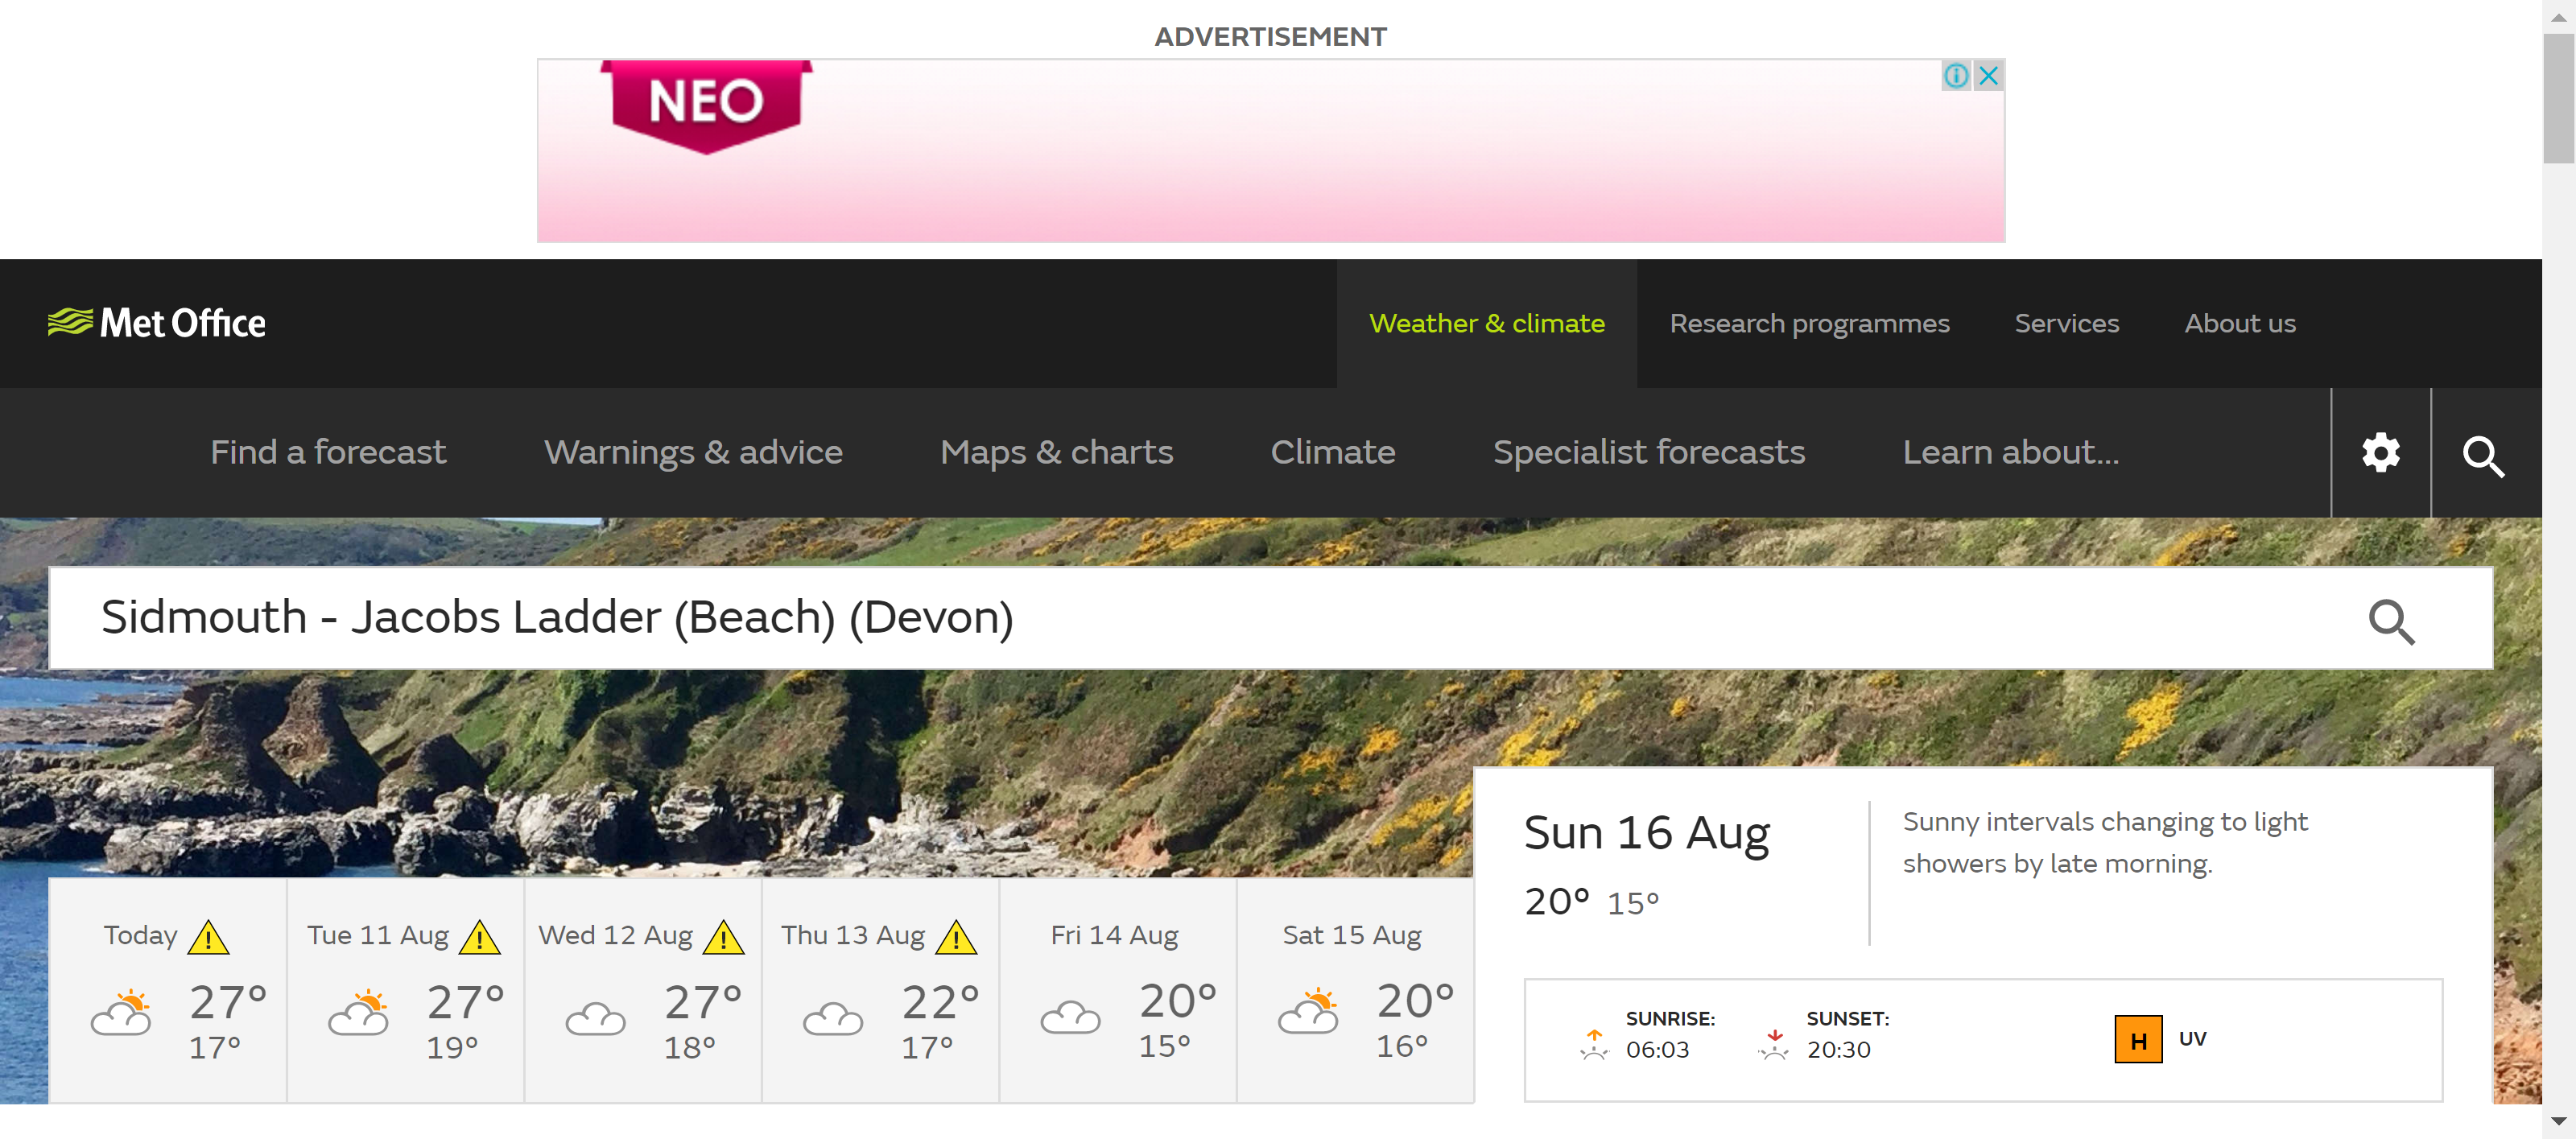 ADVERTISEMENT
NEO
Met Office
Weather & climate
Research programmes
Services
About us
Find a forecast
Warnings & advice
Maps & charts
Climate
Specialist forecasts
Learn about...
Sidmouth - Jacobs Ladder (Beach) (Devon)
Today
27°
17°
Tue 11 Aug
27°
19°
Wed 12 Aug
27°
18°
Thu 13 Aug
22°
17°
Fri 14 Aug
20°
15°
Sat 15 Aug
20°
16°
Sun 16 Aug
20° 15°
Sunny intervals changing to light
showers by late morning.
SUNRISE:
06:03
SUNSET:
20:30
H UV